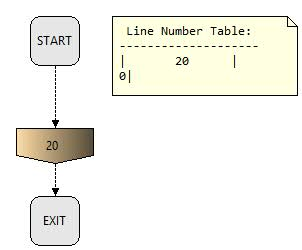 START
20
EXIT
Line Number Table:
---------------------
|       20      |
0|